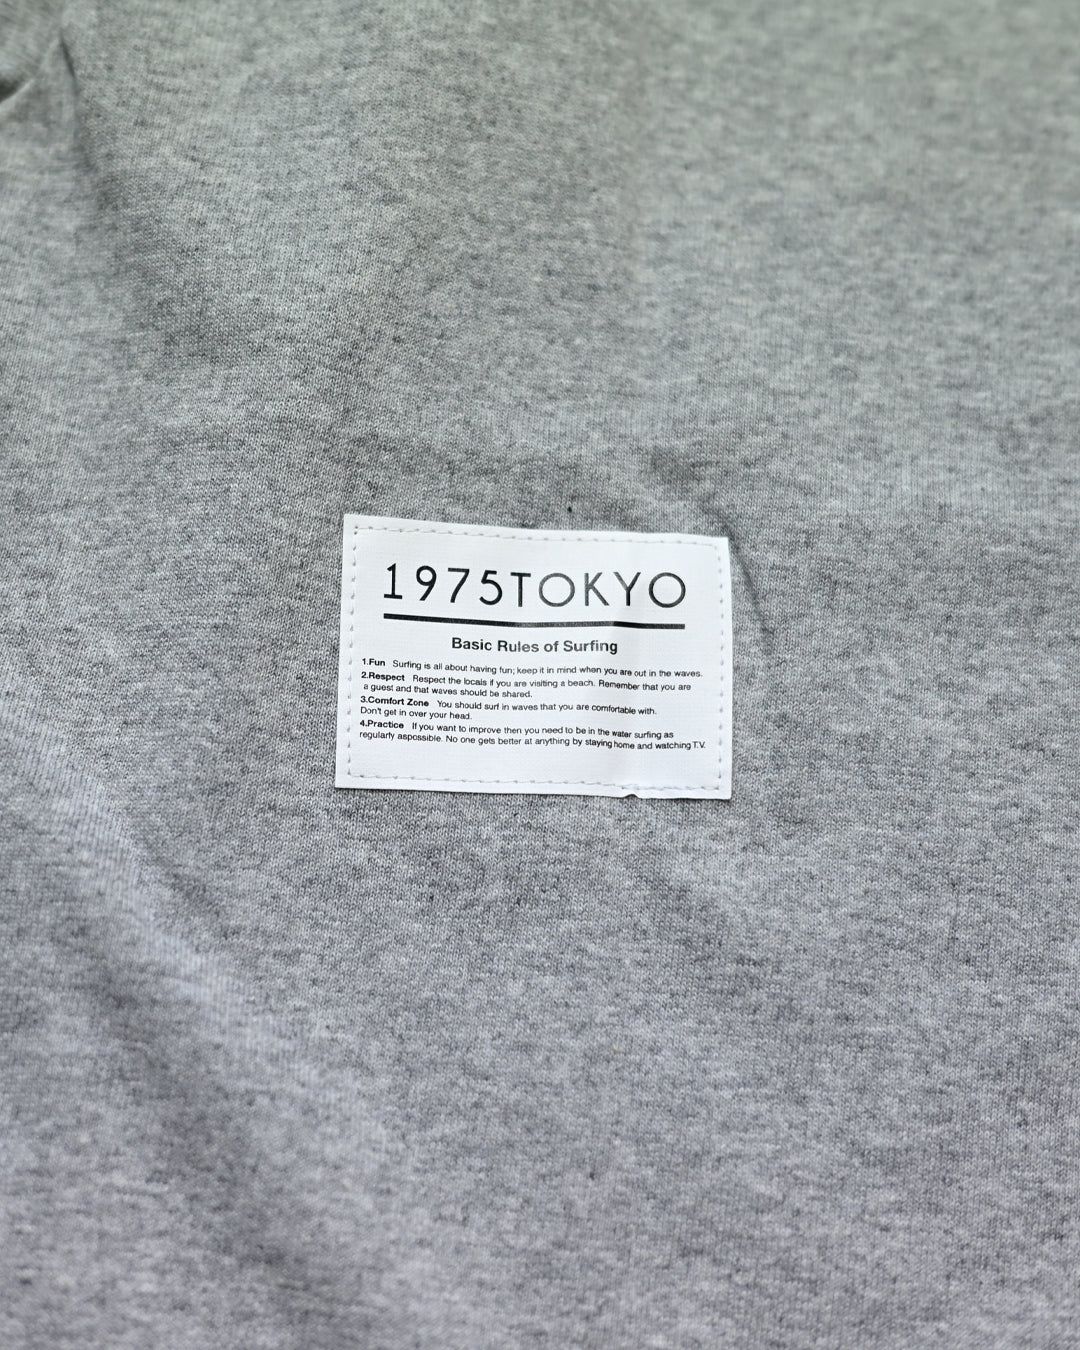 1975TOKYO
Basic Rules of Surfing
1.Fun Surfing is all about having fun; keep it in mind when you are out in the waves.
2.Respect Respect the locals if you are visiting a beach. Remember that you are
a guest and that waves should be shared.
3.Comfort Zone You should surf in waves that you are comfortable with.
Don't get in over your head.
4.Practice If you want to improve then you need to be in the water surfing as
regularly aspossible. No one gets better at anything by staying home and watching T.V.